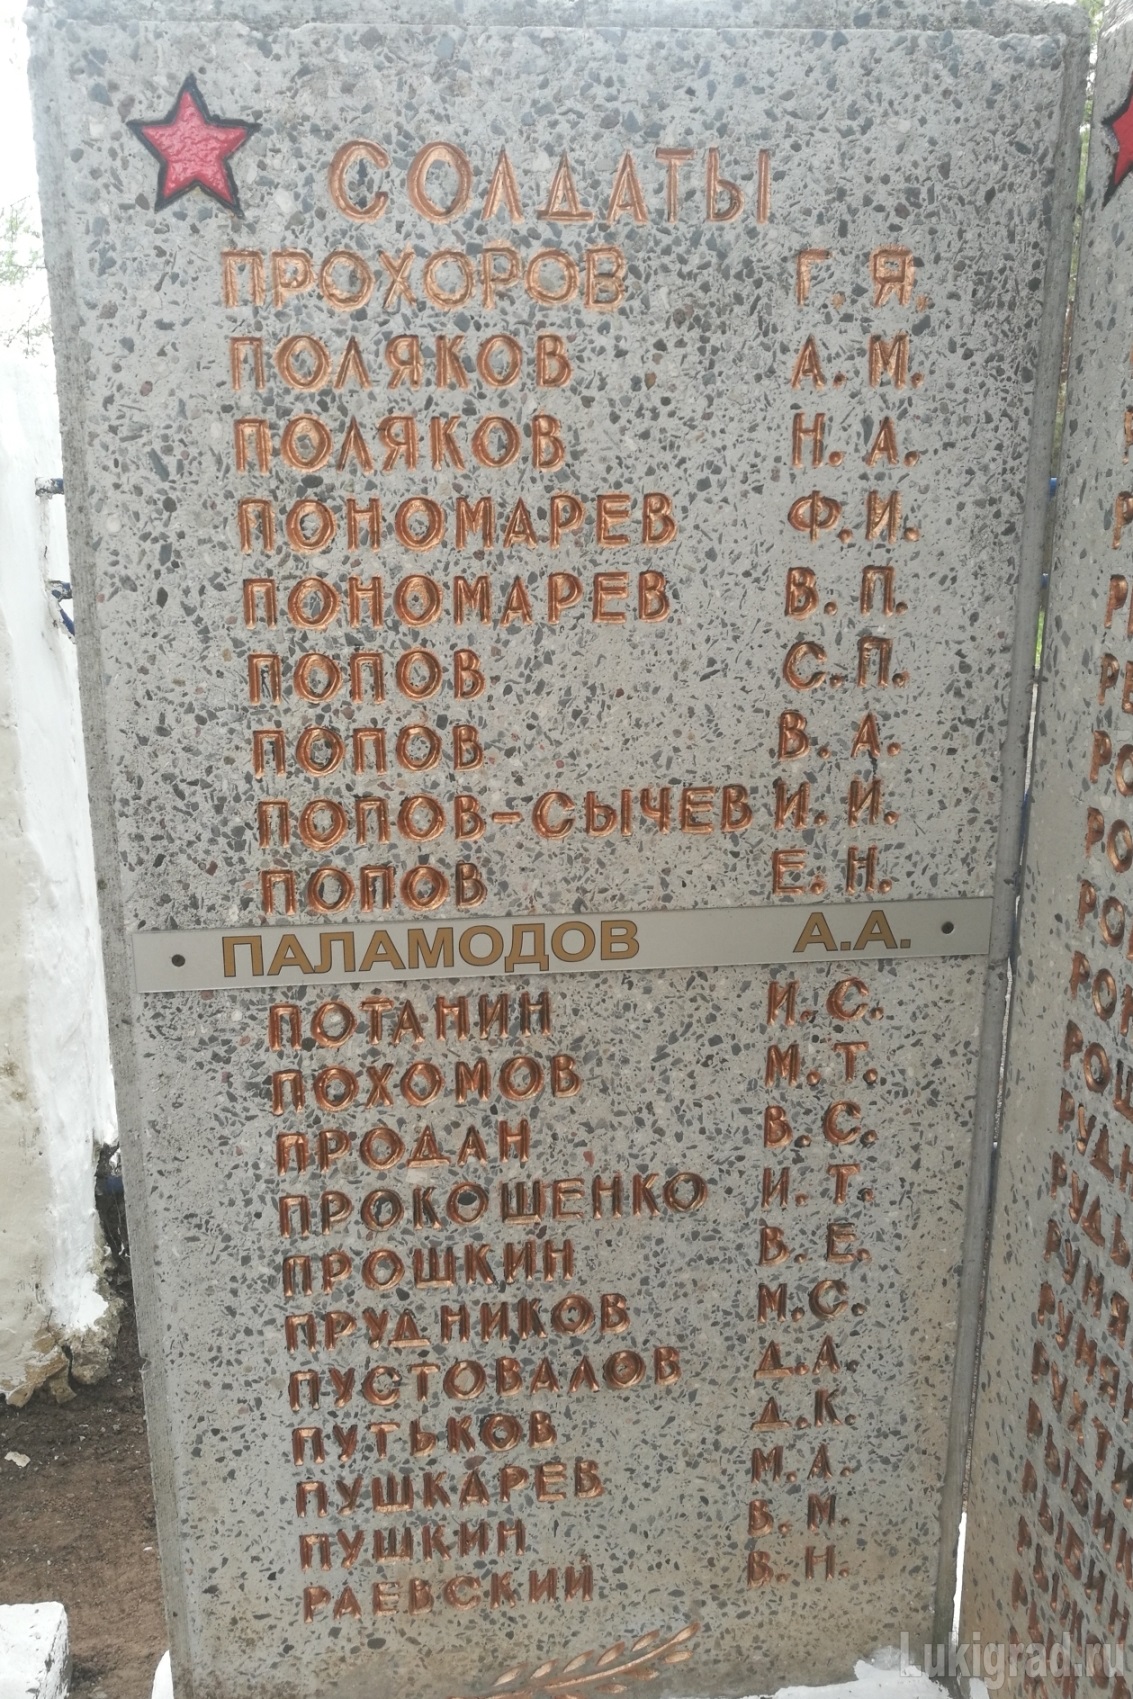 СОЛДАТЫ
ПРОХОРОВ Г.Я.
ПОЛЯКОВ А.М.
ПОЛЯКОВ Н.А.
ПОНОМАРЕВ Ф.И.
ПОНОМАРЕВ В.П.
ПОПОВ С.П.
ПОПОВ В.А.
ПОПОВ-СЫЧЕВ И.И.
ПОПОВ Е.Н.
ПАЛАМОДОВ А.А.
ПОТАНИН И.С.
ПОХОМОВ М.Т.
ПРОДАН В.С.
ПРОКОШЕНКО И.Т.
ПРОШКИН В.Е.
ПРУДНИКОВ М.С.
ПУСТОВАЛОВ Д.А.
ПУТЬКОВ Д.К.
ПУШКАРЕВ М.А.
ПУШКИН В.М.
РАЕВСКИЙ В.Н.
Lukigrad.ru